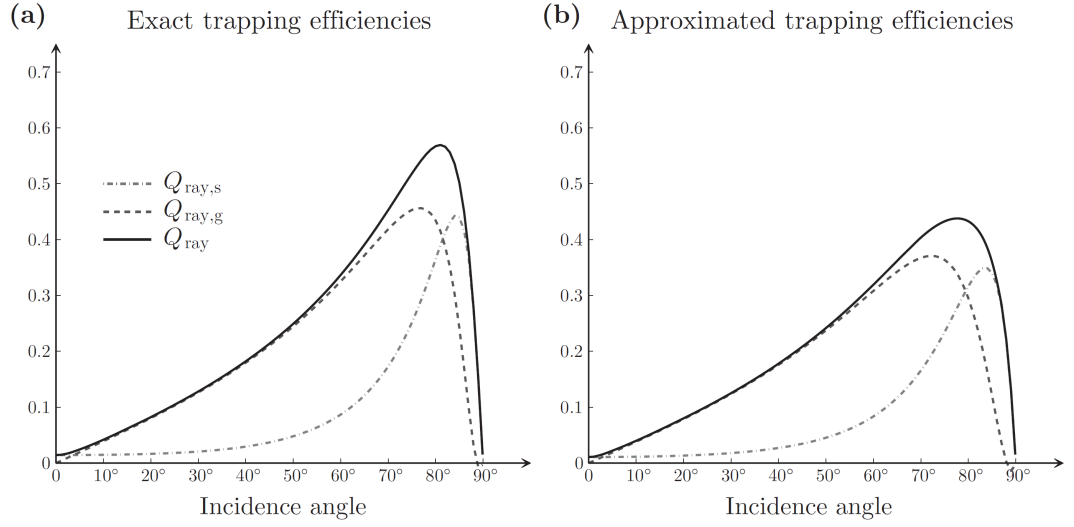 (a)
Exact trapping efficiencies
0.7
0.6
0.5
0.4
0.3
0.2
0.1
0
Q ray,s
Q ray,g
Q ray
0° 10° 20° 30° 40° 50° 60° 70° 80° 90°
Incidence angle
(b)
Approximated trapping efficiencies
0.7
0.6
0.5
0.4
0.3
0.2
0.1
0
0° 10° 20° 30° 40° 50° 60° 70° 80° 90°
Incidence angle